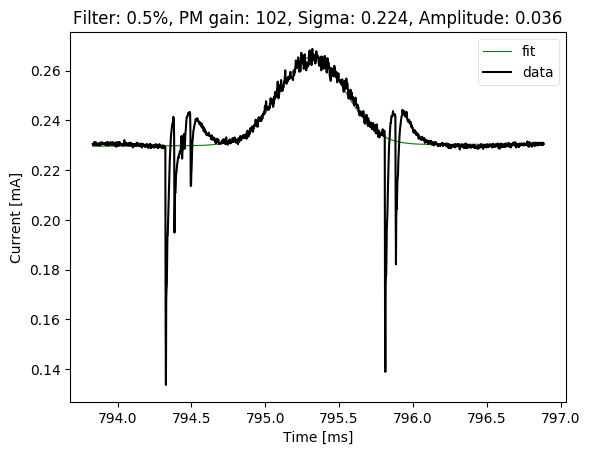 Filter: 0.5%, PM gain: 102, Sigma: 0.224, Amplitude: 0.036
fit
data
Current [mA]
0.26
0.24
0.22
0.20
0.18
0.16
0.14
794.0 794.5 795.0 795.5 796.0 796.5 797.0
Time [ms]